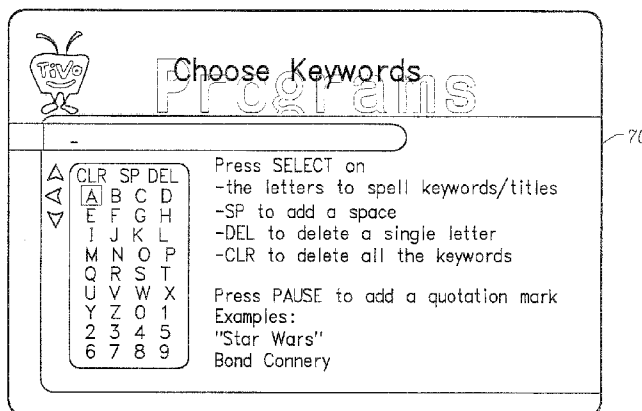 TiVo
Programs
Choose Keywords
CLR SP DEL
A B C D
E F G H
I J K L
M N O P
Q R S T
U V W X
Y Z 0 1
2 3 4 5
6 7 8 9
Press SELECT on
-the letters to spell keywords/titles
-SP to add a space
-DEL to delete a single letter
-CLR to delete all the keywords
Press PAUSE to add a quotation mark
Examples:
"Star Wars"
Bond Connery